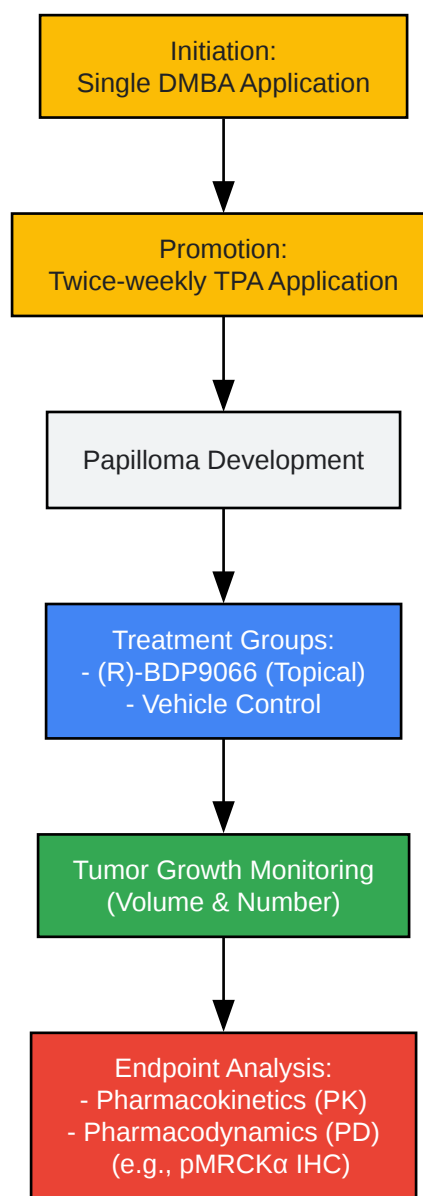 Initiation:
Single DMBA Application
Promotion:
Twice-weekly TPA Application
Papilloma Development
Treatment Groups:
- (R)-BDP9066 (Topical)
- Vehicle Control
Tumor Growth Monitoring
(Volume & Number)
Endpoint Analysis:
- Pharmacokinetics (PK)
- Pharmacodynamics (PD)
(e.g., pMRCKα IHC)